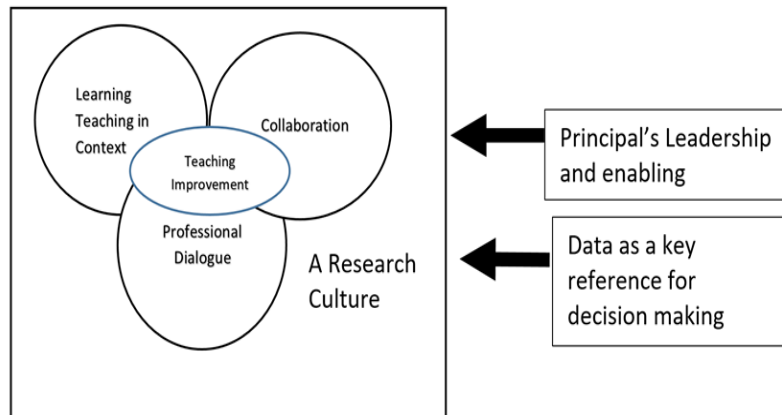 Learning
Teaching in
Context
Collaboration
Teaching
Improvement
Professional
Dialogue
A Research
Culture
Principal's Leadership
and enabling
Data as a key
reference for
decision making